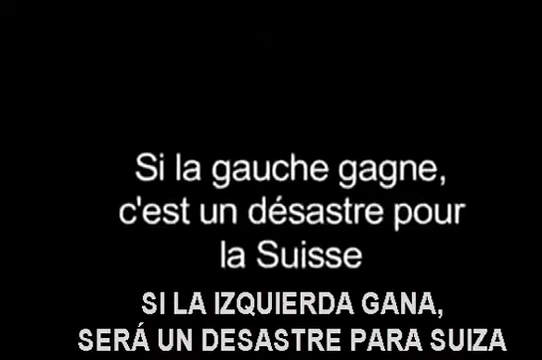 Si la gauche gagne,
c'est un désastre pour
la Suisse
SI LA IZQUIERDA GANA,
SERÁ UN DESASTRE PARA SUIZA